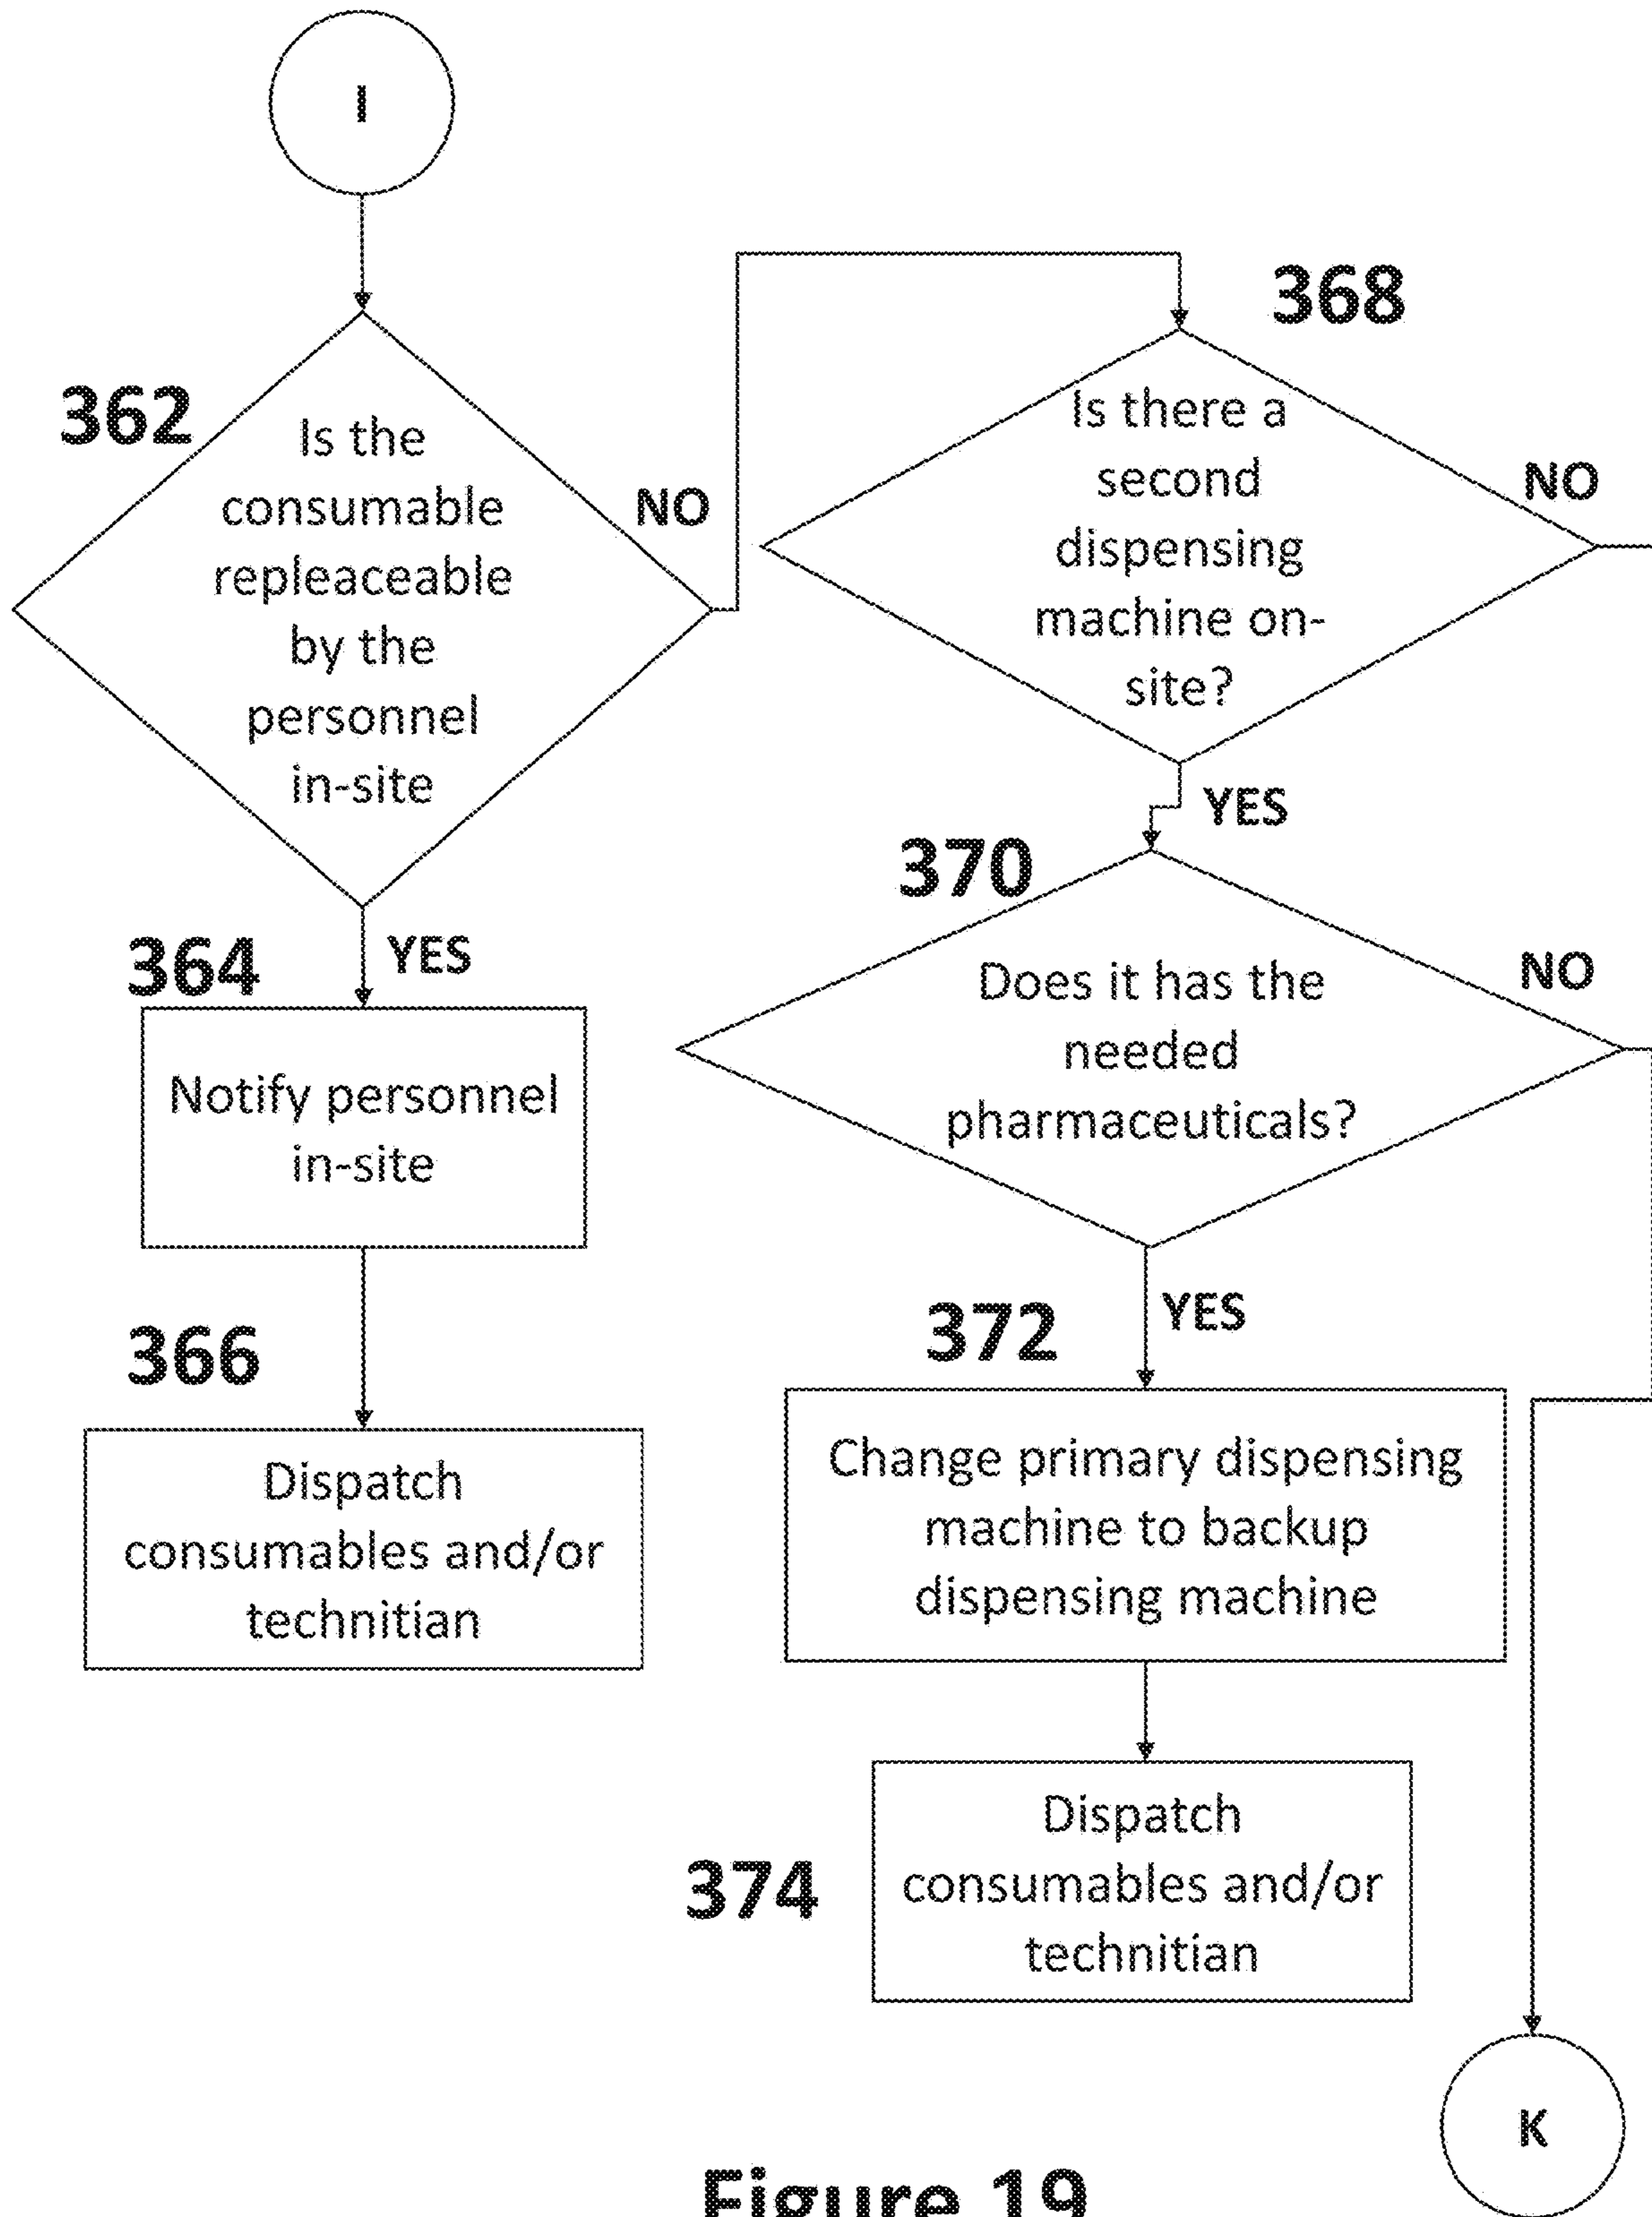 I
362
Is the
consumable
repleaceable
by the
personnel
in-site
NO
YES
364
Notify personnel
in-site
366
Dispatch
consumables and/or
technitian
368
Is there a
second
dispensing
machine on-
site?
NO
YES
370
Does it has the
needed
pharmaceuticals?
NO
YES
372
Change primary dispensing
machine to backup
dispensing machine
374
Dispatch
consumables and/or
technitian
K
Figure 19